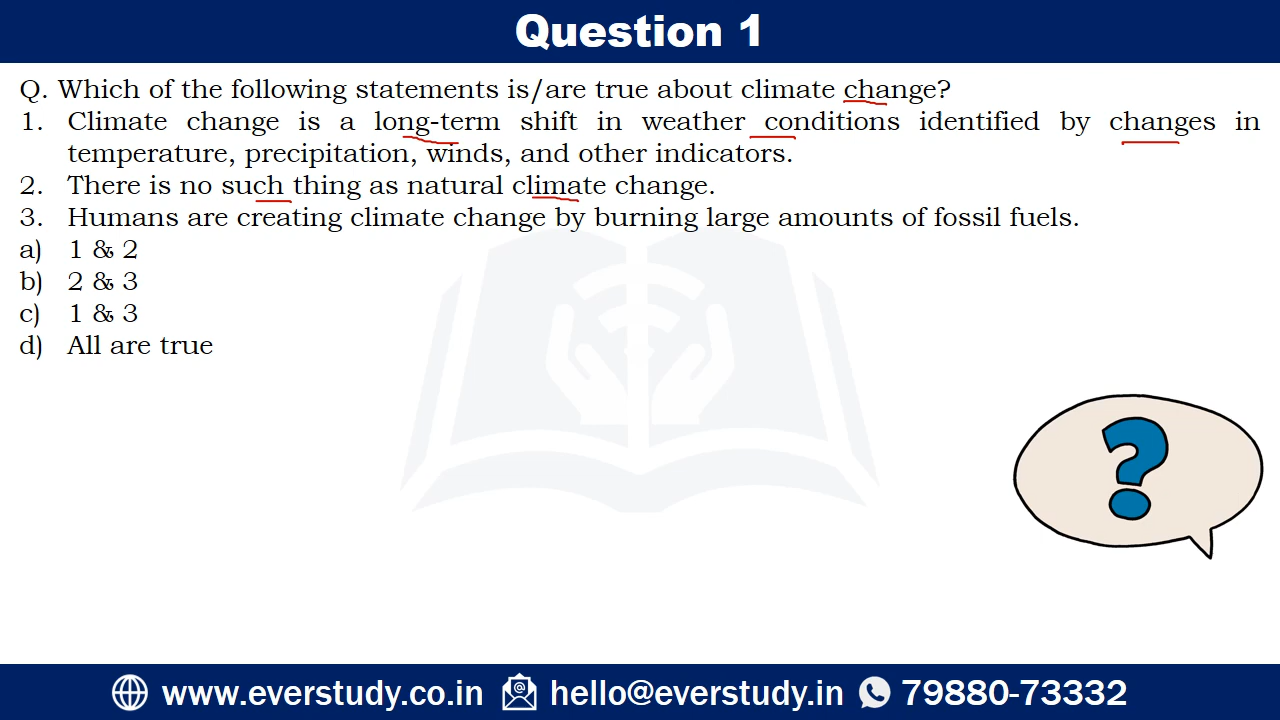 Question 1
Q. Which of the following statements is/are true about climate change?
1. Climate change is a long-term shift in weather conditions identified by changes in
temperature, precipitation, winds, and other indicators.
2. There is no such thing as natural climate change.
3. Humans are creating climate change by burning large amounts of fossil fuels.
a) 1 & 2
b) 2 & 3
c) 1 & 3
d) All are true
?
www.everstudy.co.in hello@everstudy.in 79880-73332